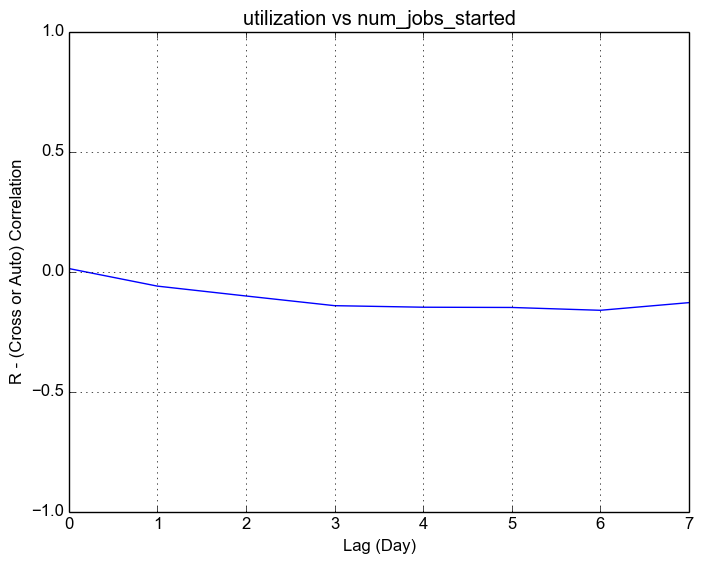 utilization vs num_jobs_started
1.0
0.5
0.0
−0.5
−1.0
R - (Cross or Auto) Correlation
0 1 2 3 4 5 6 7
Lag (Day)